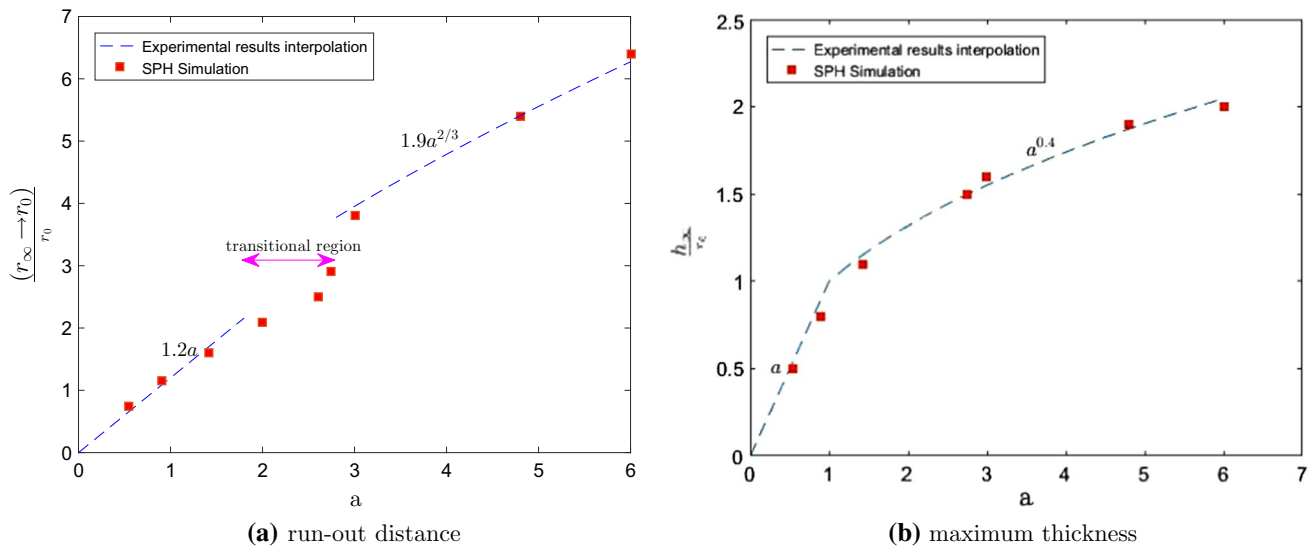 7
6
5
4
3
2
1
0
0 1 2 3 4 5 6
Experimental results interpolation
SPH Simulation
1.9a^{2/3}
transitional region
1.2a
(r_∞ → r_0)
r_0
a
(a) run-out distance
2.5
2
1.5
1
0.5
0
0 1 2 3 4 5 6 7
Experimental results interpolation
SPH Simulation
a^{0.4}
a
a
(b) maximum thickness